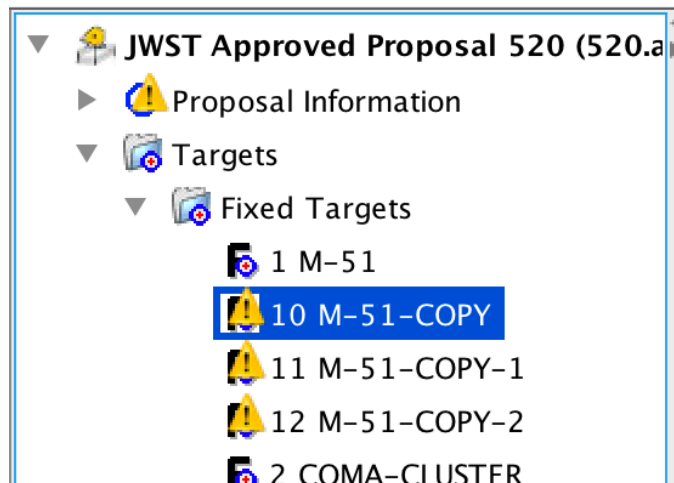 JWST Approved Proposal 520 (520.a
Proposal Information
Targets
Fixed Targets
1 M-51
10 M-51-COPY
11 M-51-COPY-1
12 M-51-COPY-2
2 COMA-CLUSTER